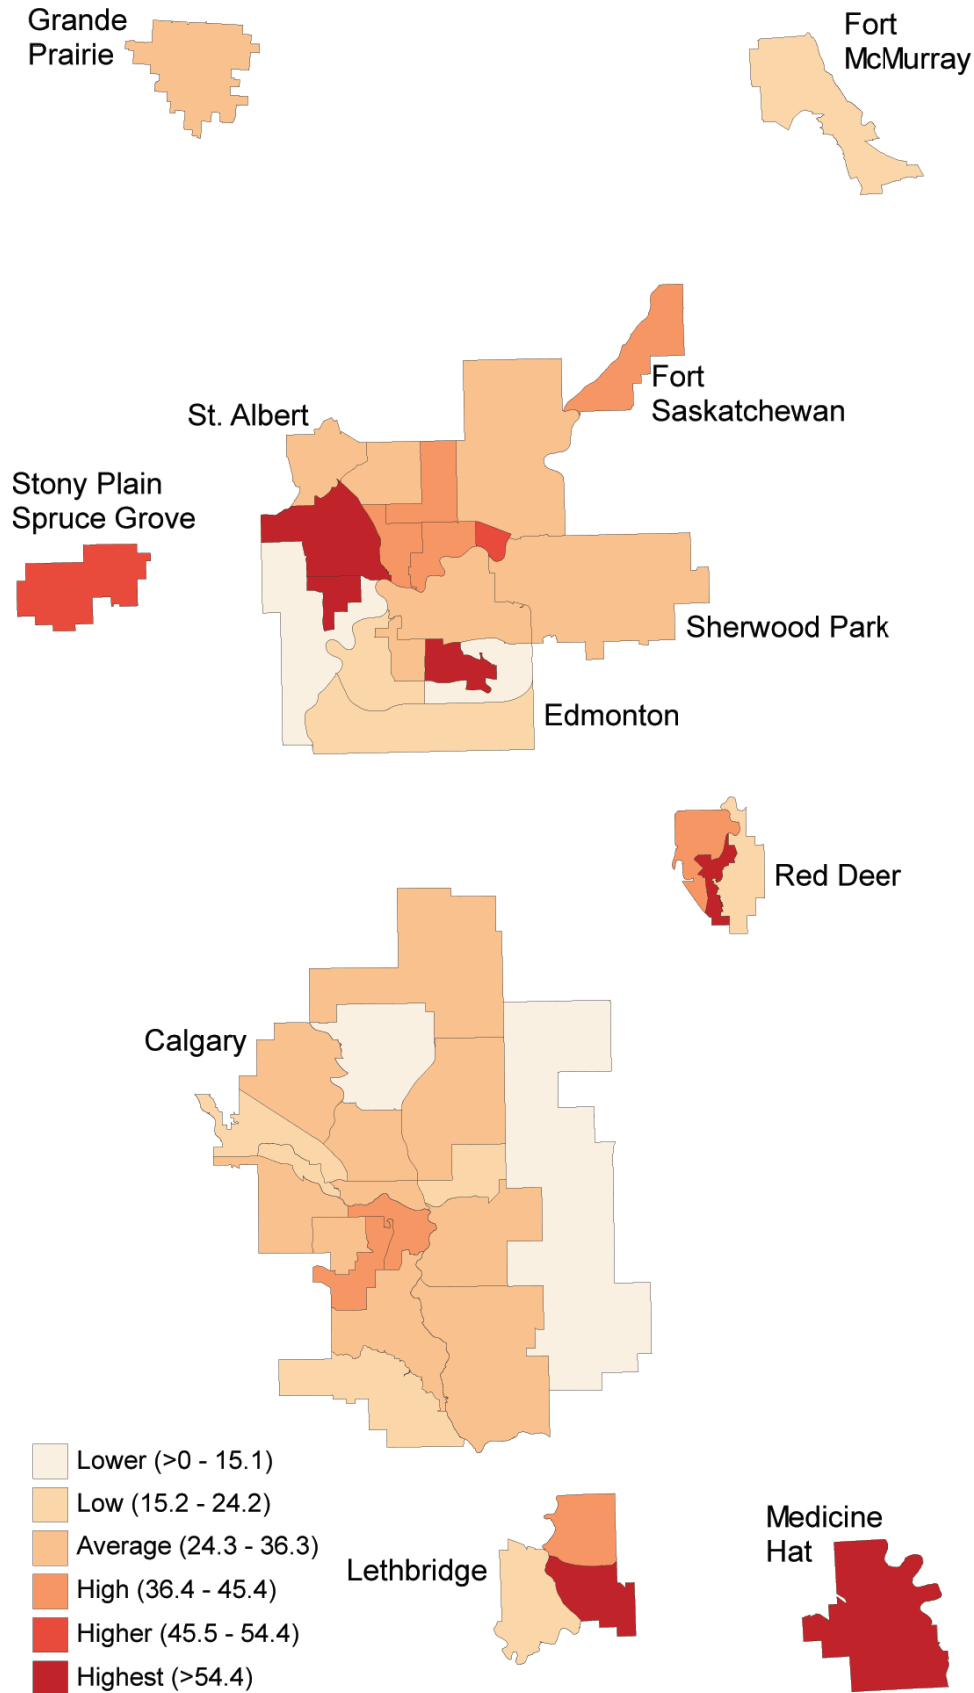 Grande
Prairie
Fort
McMurray
Fort
Saskatchewan
St. Albert
Stony Plain
Spruce Grove
Sherwood Park
Edmonton
Red Deer
Calgary
Lower (>0 - 15.1)
Low (15.2 - 24.2)
Average (24.3 - 36.3)
High (36.4 - 45.4)
Higher (45.5 - 54.4)
Highest (>54.4)
Lethbridge
Medicine
Hat